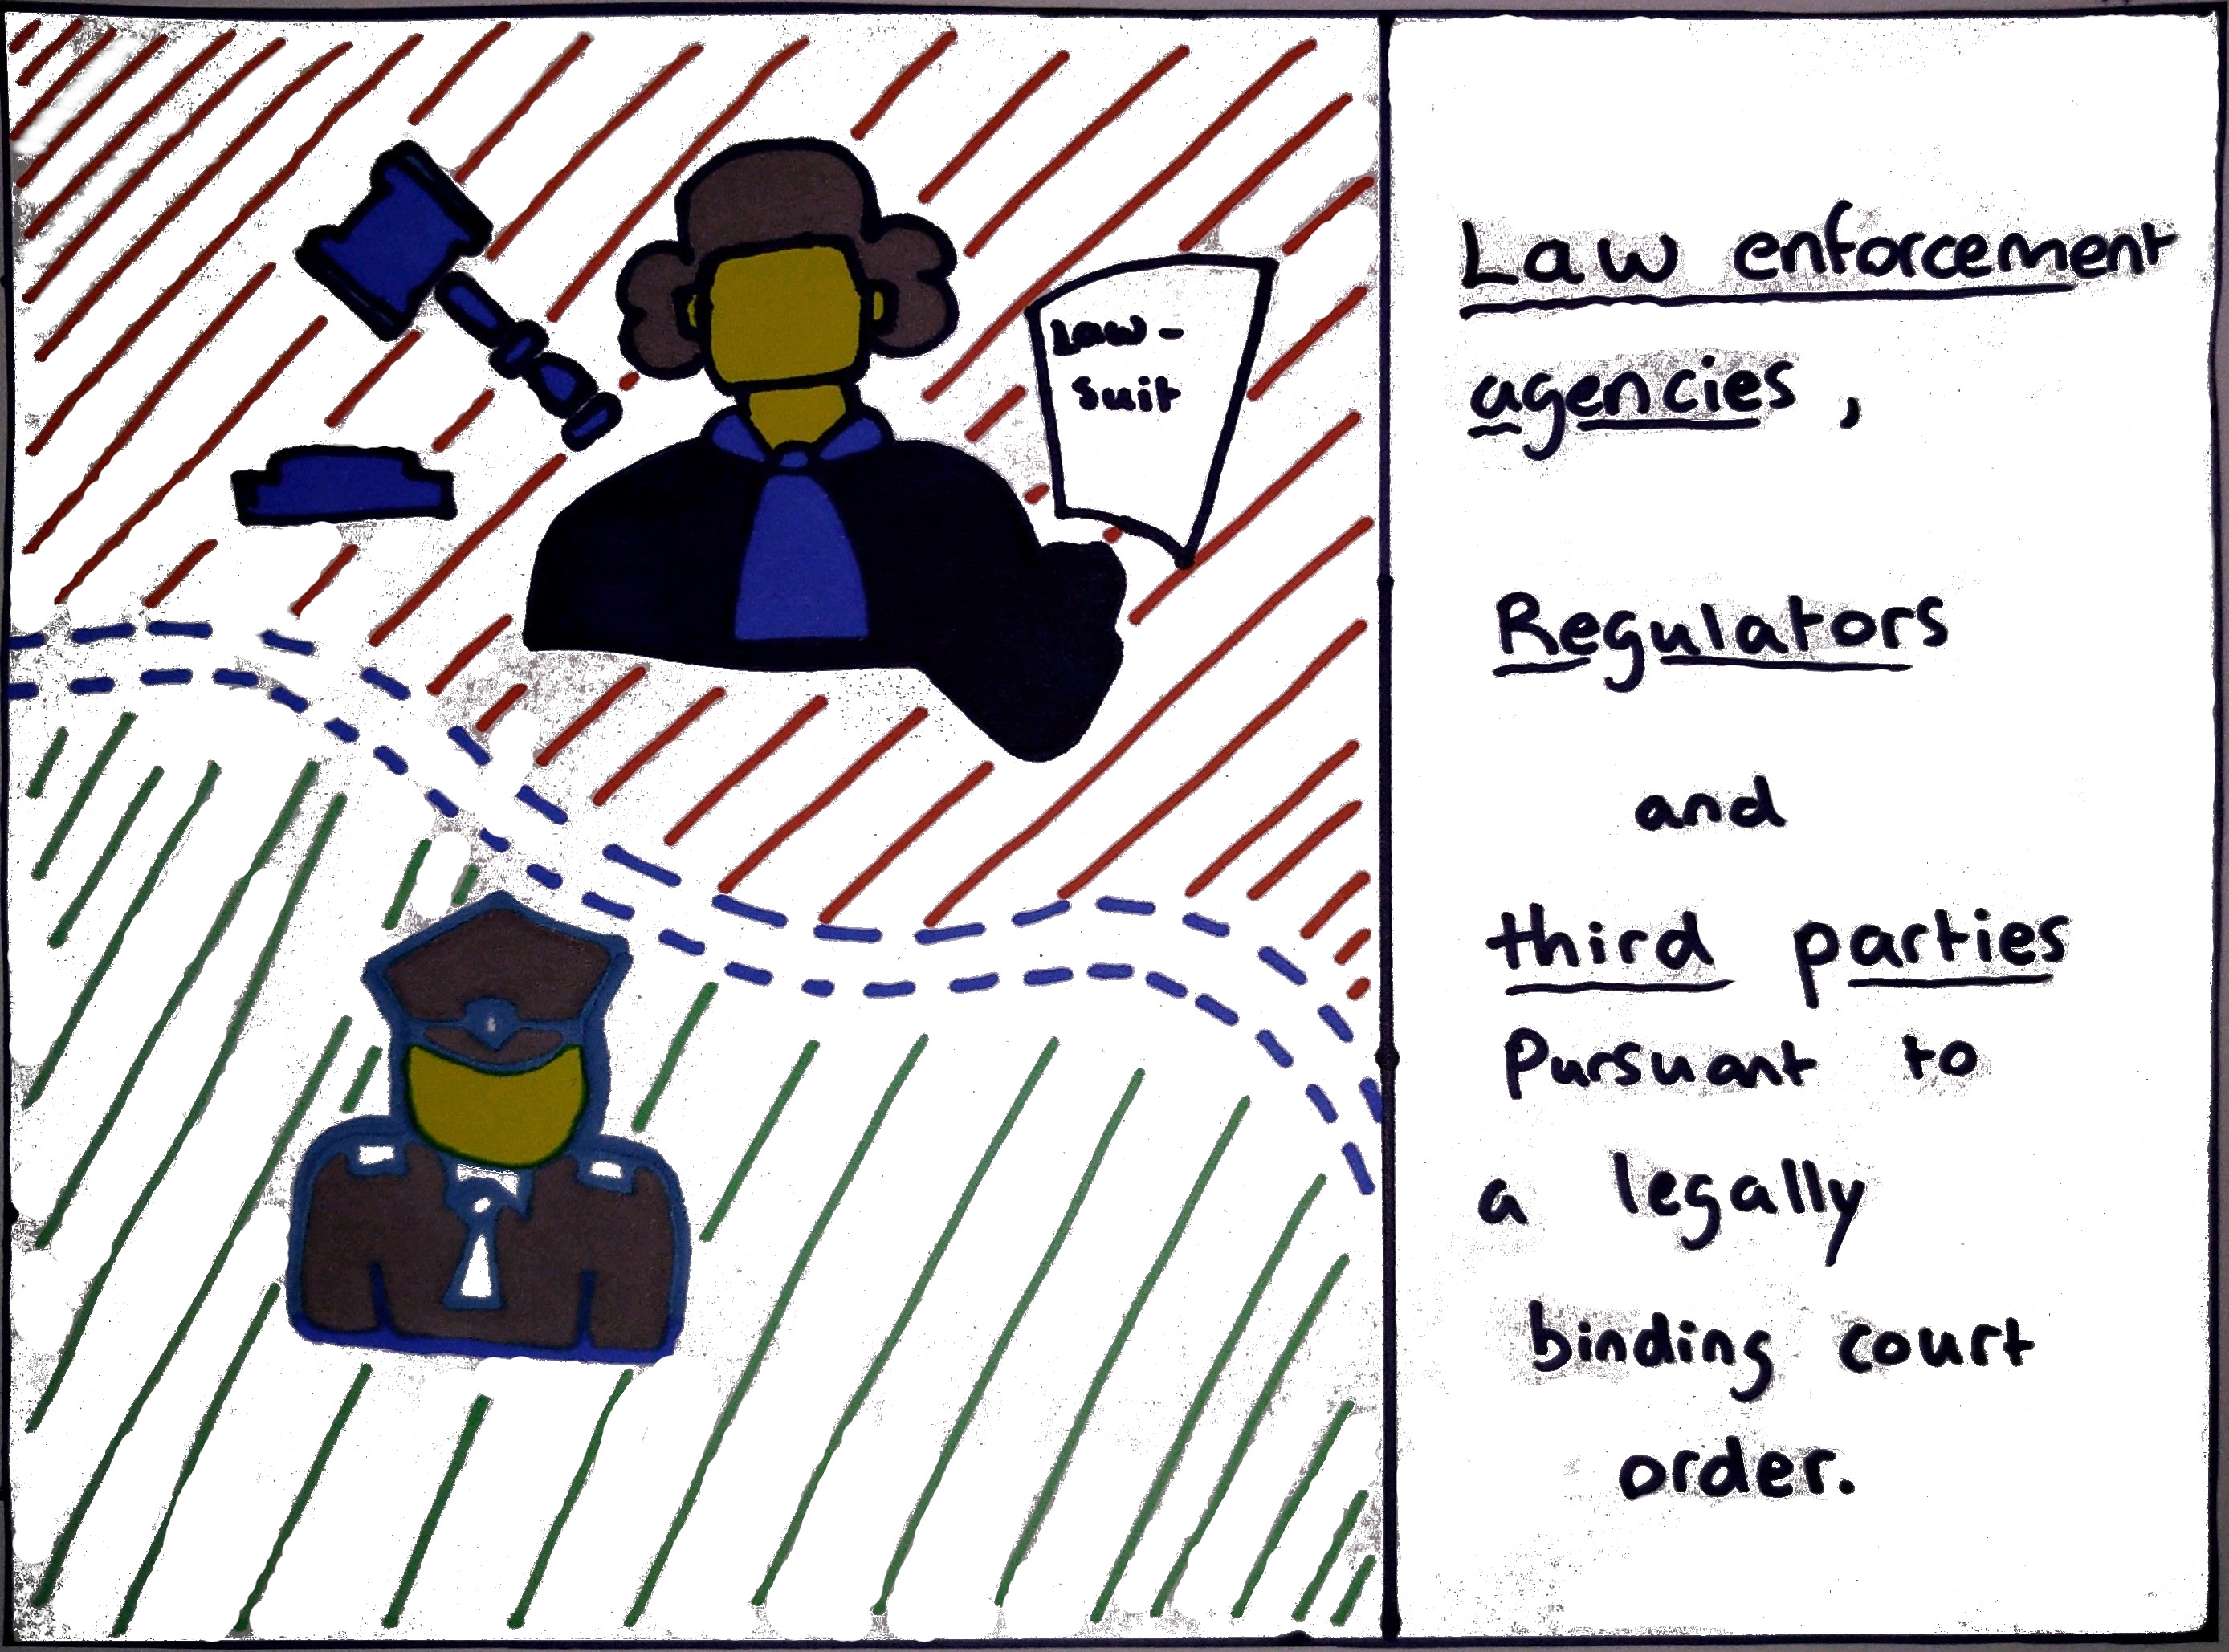 Law-
Suit
Law enforcement
agencies,
Regulators
and
third parties
Pursuant to
a legally
binding court
order.